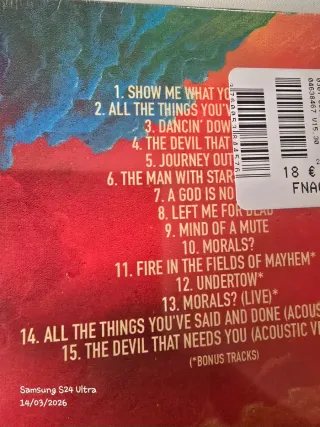 1. SHOW ME WHAT
2. ALL THE THINGS YOU'V
3. DANCIN' DOW
4. THE DEVIL THAT
5. JOURNEY OUT
6. THE MAN WITH STAR
7. A GOD IS NO
8. LEFT ME FOR DEAD
9. MIND OF A MUTE
10. MORALS?
11. FIRE IN THE FIELDS OF MAYHEM*
12. UNDERTOW*
13. MORALS? (LIVE)*
14. ALL THE THINGS YOU'VE SAID AND DONE (ACOUS
15. THE DEVIL THAT NEEDS YOU (ACOUSTIC VE
(*BONUS TRACKS)
18 €
FNA
Samsung S24 Ultra
14/03/2026